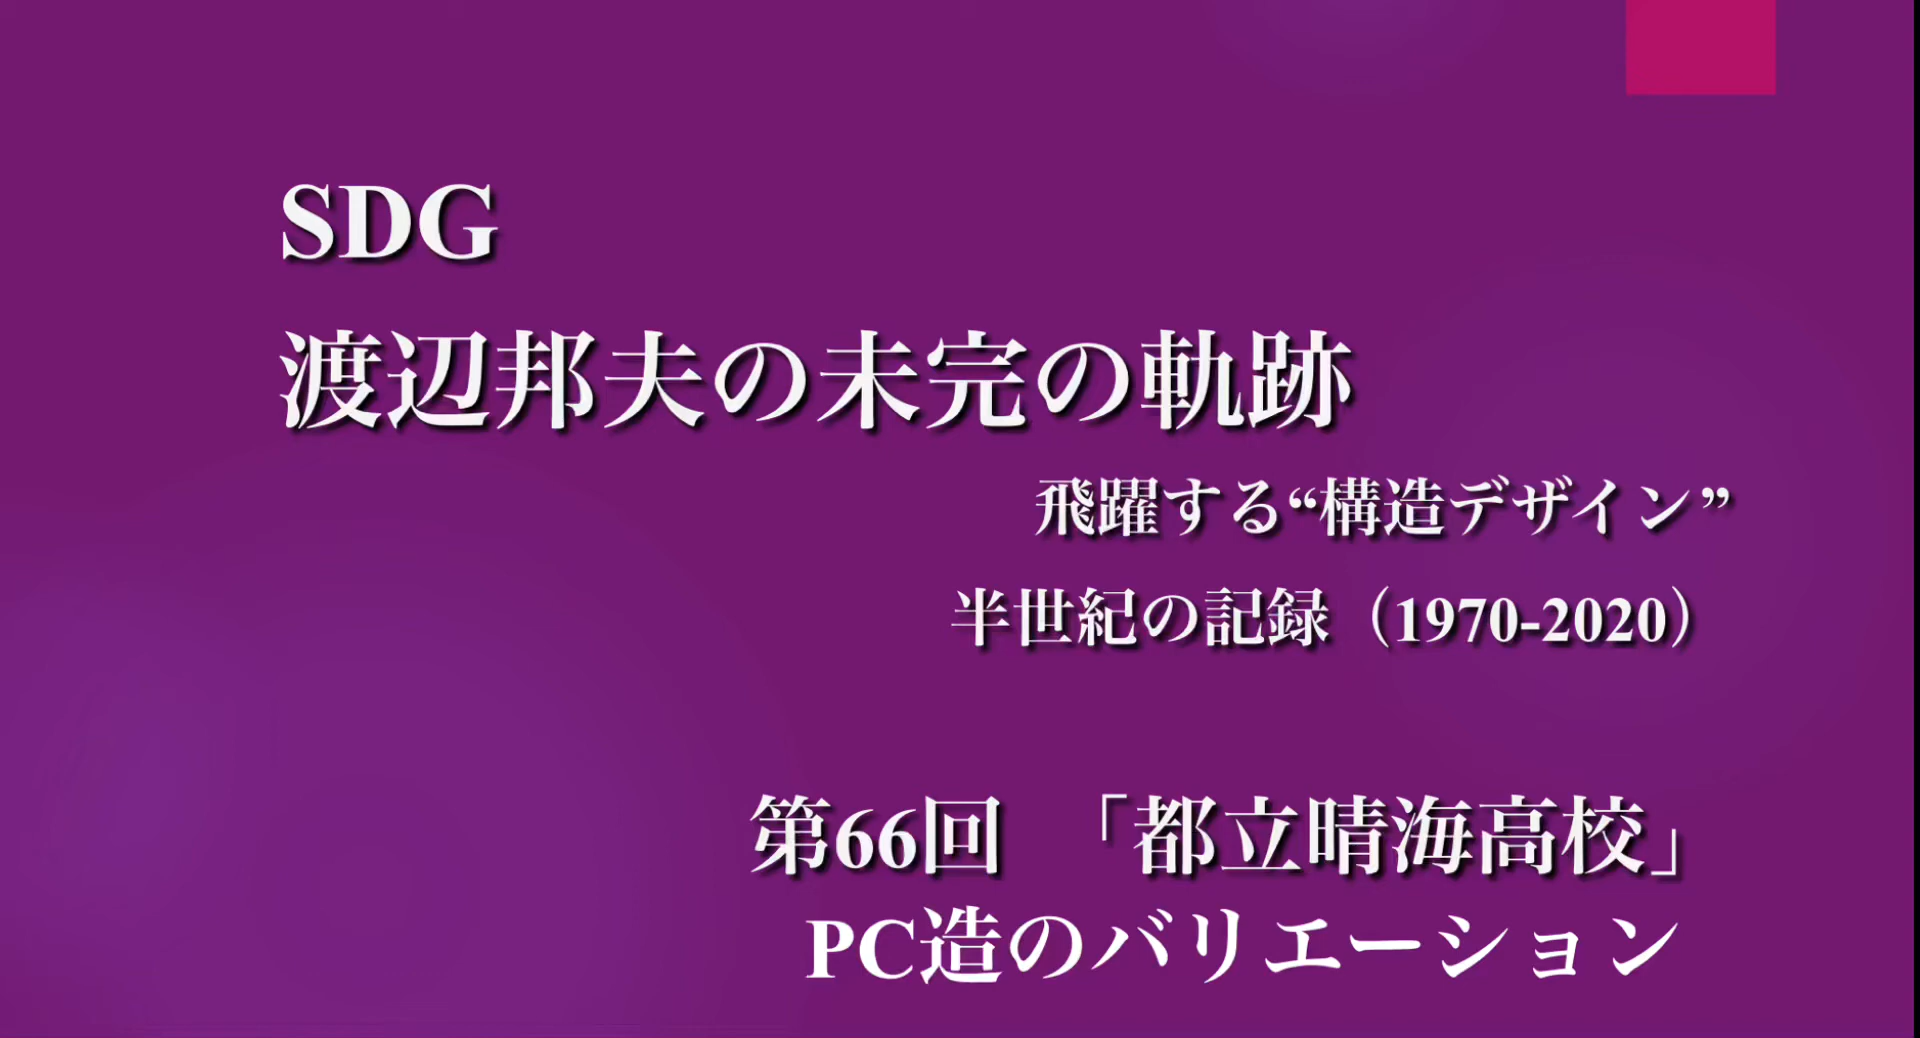 SDG
渡辺邦夫の未完の軌跡
飛躍する“構造デザイン”
半世紀の記録（1970-2020）
第66回　「都立晴海高校」
PC造のバリエーション